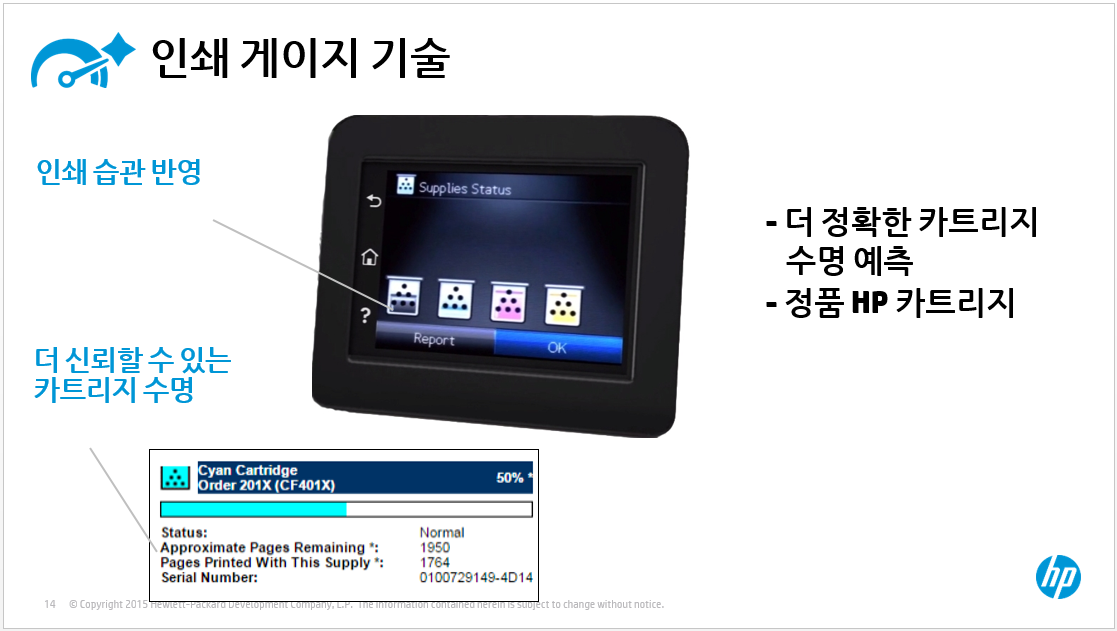 인쇄 게이지 기술
인쇄 습관 반영
Supplies Status
?
Report
OK
- 더 정확한 카트리지
수명 예측
- 정품 HP 카트리지
더 신뢰할 수 있는
카트리지 수명
Cyan Cartridge
Order 201X (CF401X)
50% *
Status: Normal
Approximate Pages Remaining *: 1950
Pages Printed With This Supply *: 1764
Serial Number: 0100729149-4D14
hp
14 © Copyright 2015 Hewlett-Packard Development Company, L.P. The information contained herein is subject to change without notice.